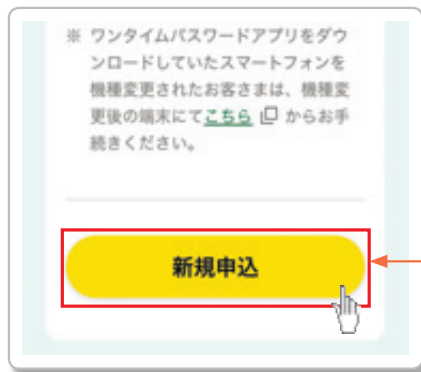 ※ ワンタイムパスワードアプリをダウ
ンロードしていたスマートフォンを
機種変更されたお客さまは、機種変
更後の端末にてこちら からお手
続きください。
新規申込